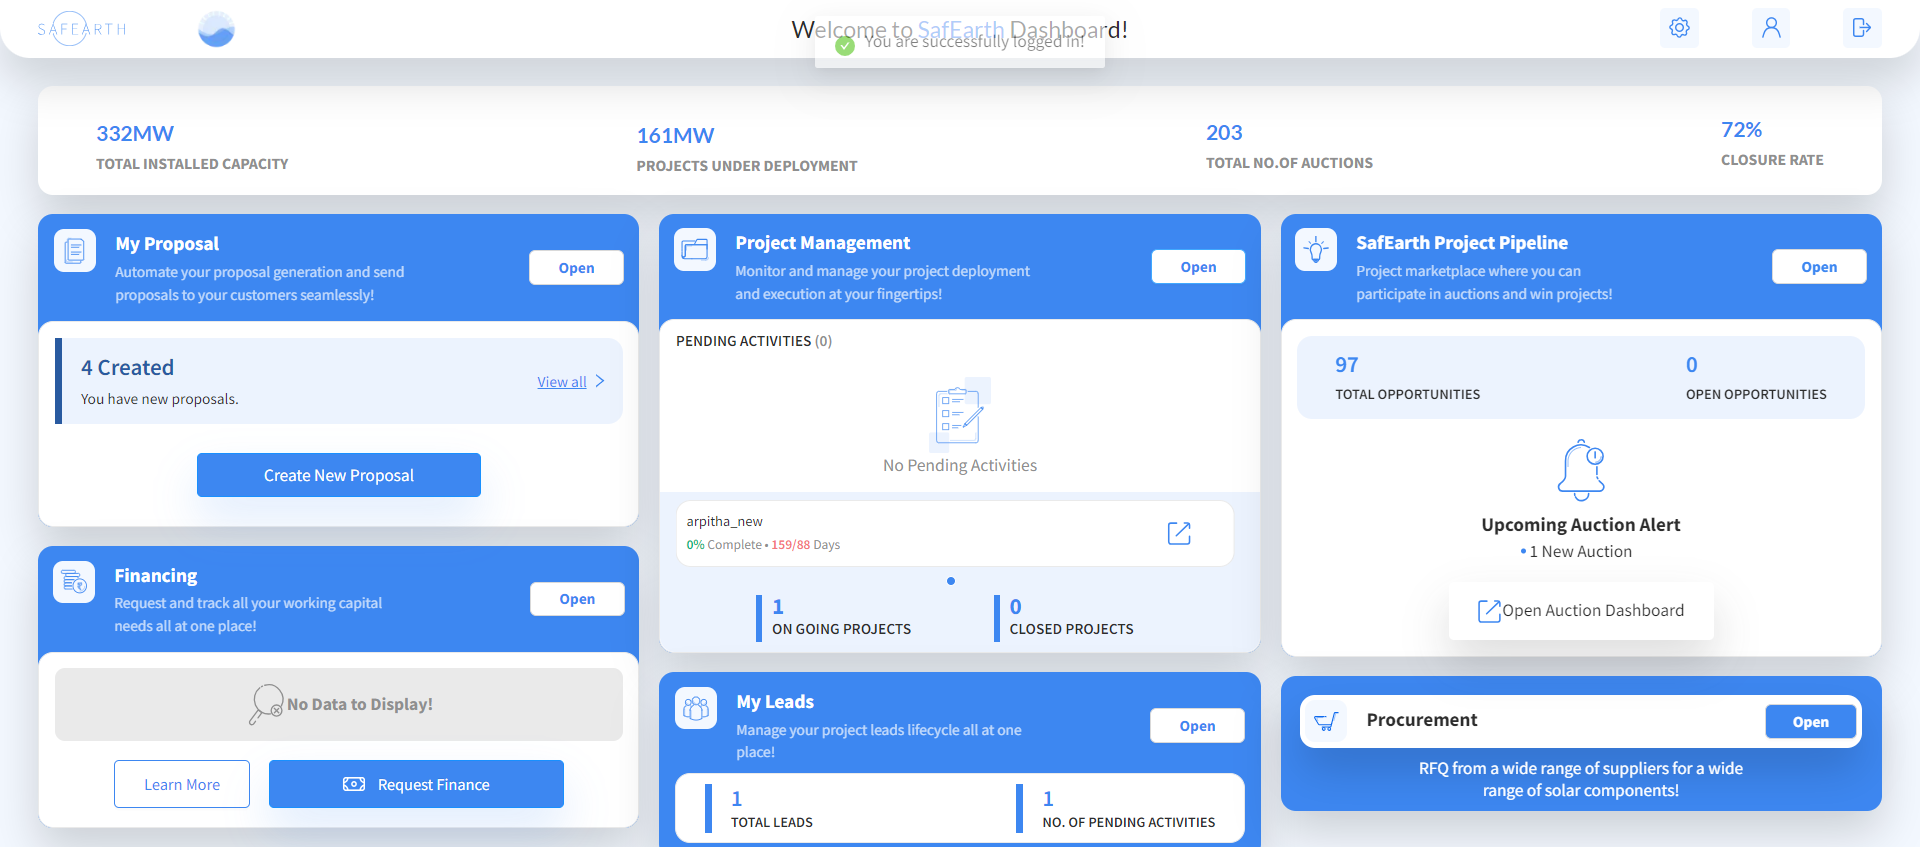 SAFEARTH
Welcome to SafEarth Dashboard!
You are successfully logged in!
332MW
TOTAL INSTALLED CAPACITY
161MW
PROJECTS UNDER DEPLOYMENT
203
TOTAL NO.OF AUCTIONS
72%
CLOSURE RATE
My Proposal
Automate your proposal generation and send
proposals to your customers seamlessly!
Open
4 Created
You have new proposals.
View all
Create New Proposal
Financing
Request and track all your working capital
needs all at one place!
Open
No Data to Display!
Learn More
Request Finance
Project Management
Monitor and manage your project deployment
and execution at your fingertips!
Open
PENDING ACTIVITIES (0)
No Pending Activities
arpitha_new
0% Complete • 159/88 Days
1
ON GOING PROJECTS
0
CLOSED PROJECTS
My Leads
Manage your project leads lifecycle all at one
place!
Open
1
TOTAL LEADS
1
NO. OF PENDING ACTIVITIES
SafEarth Project Pipeline
Project marketplace where you can
participate in auctions and win projects!
Open
97
TOTAL OPPORTUNITIES
0
OPEN OPPORTUNITIES
Upcoming Auction Alert
• 1 New Auction
Open Auction Dashboard
Procurement
Open
RFQ from a wide range of suppliers for a wide
range of solar components!